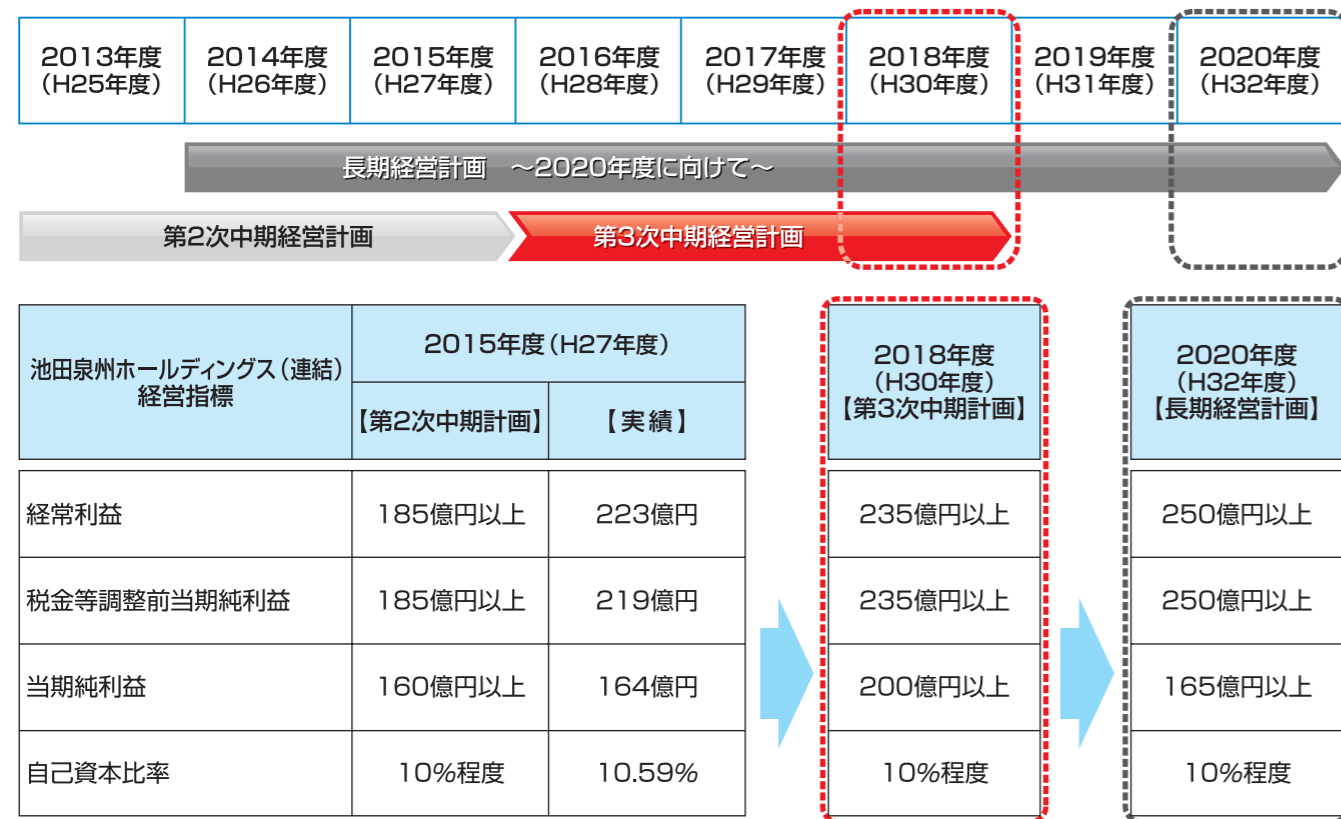 2013年度 2014年度 2015年度 2016年度 2017年度 2018年度 2019年度 2020年度
(H25年度) (H26年度) (H27年度) (H28年度) (H29年度) (H30年度) (H31年度) (H32年度)
長期経営計画 ～2020年度に向けて～
第2次中期経営計画 第3次中期経営計画
池田泉州ホールディングス(連結)
経営指標
2015年度(H27年度)
【第2次中期計画】 【実績】
2018年度
(H30年度)
【第3次中期計画】
2020年度
(H32年度)
【長期経営計画】
経常利益 185億円以上 223億円 235億円以上 250億円以上
税金等調整前当期純利益 185億円以上 219億円 235億円以上 250億円以上
当期純利益 160億円以上 164億円 200億円以上 165億円以上
自己資本比率 10%程度 10.59% 10%程度 10%程度